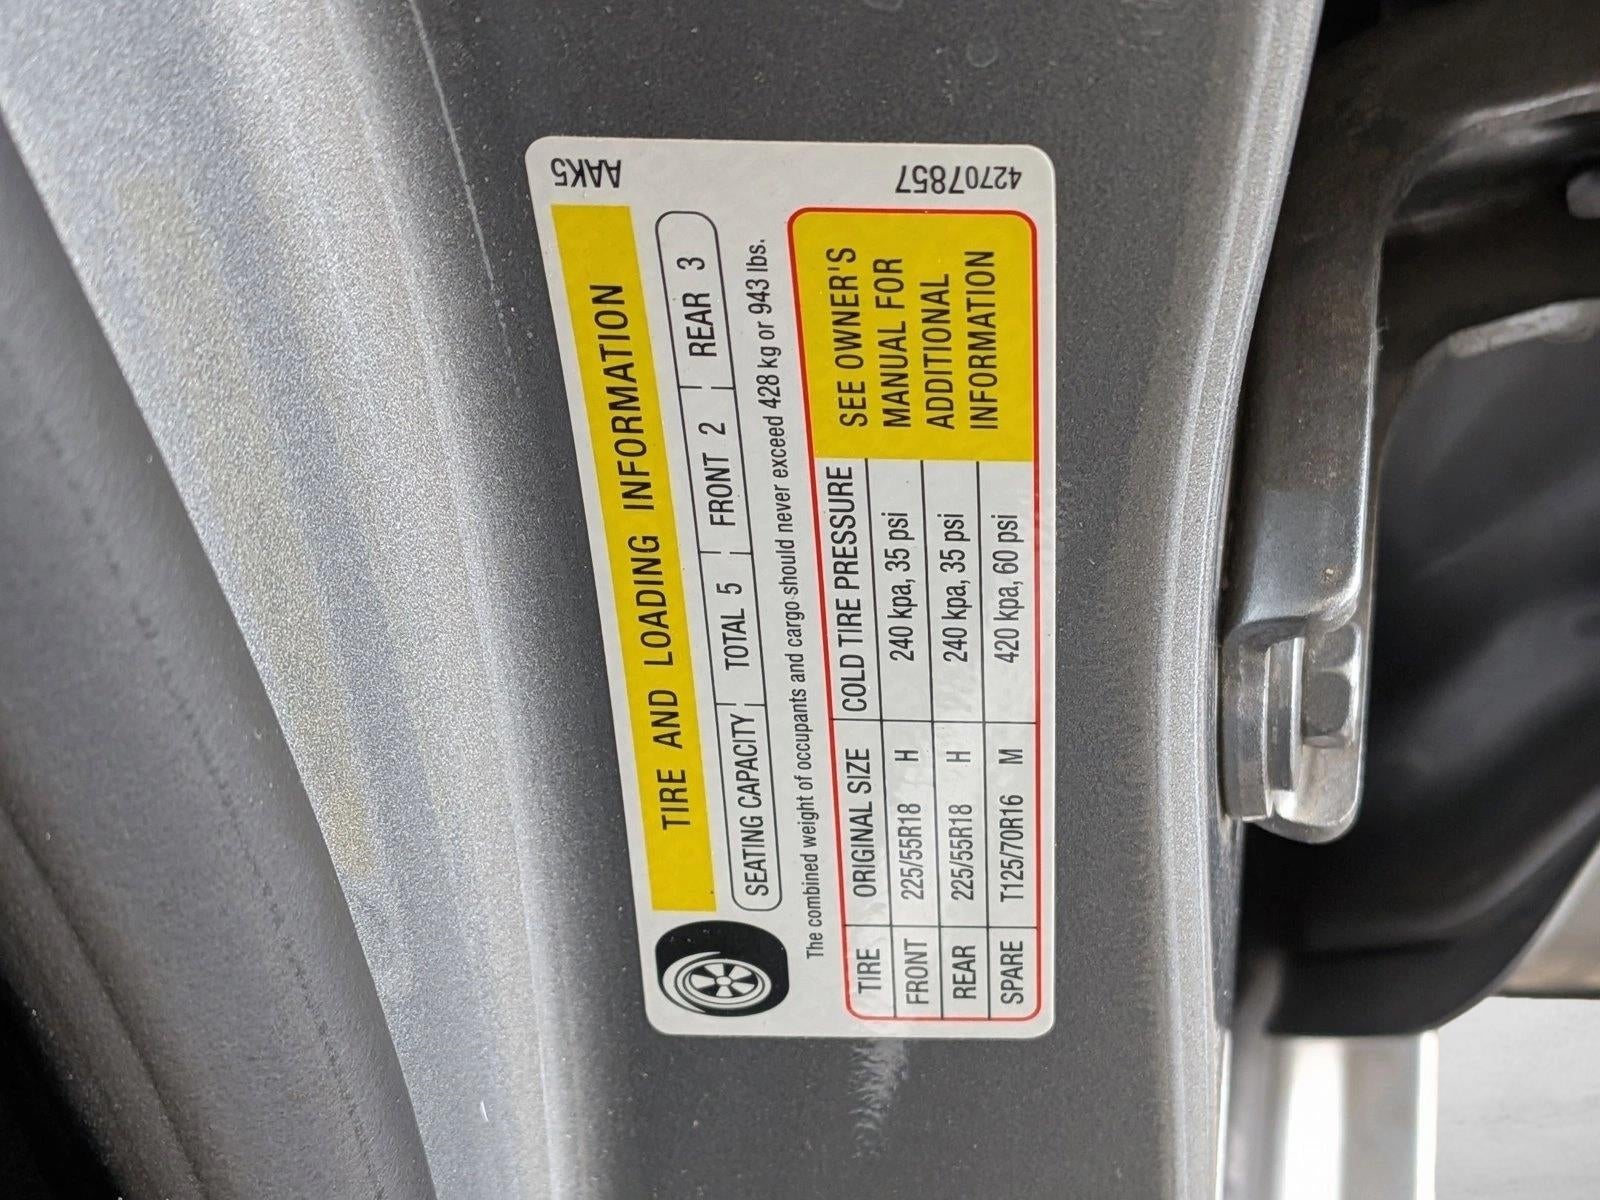 TIRE AND LOADING INFORMATION
SEATING CAPACITY TOTAL 5 FRONT 2 REAR 3
The combined weight of occupants and cargo should never exceed 428 kg or 943 lbs.
TIRE ORIGINAL SIZE COLD TIRE PRESSURE
FRONT 225/55R18 H 240 kpa, 35 psi
REAR 225/55R18 H 240 kpa, 35 psi
SPARE T125/70R16 M 420 kpa, 60 psi
SEE OWNER'S
MANUAL FOR
ADDITIONAL
INFORMATION
AAK5
42707857